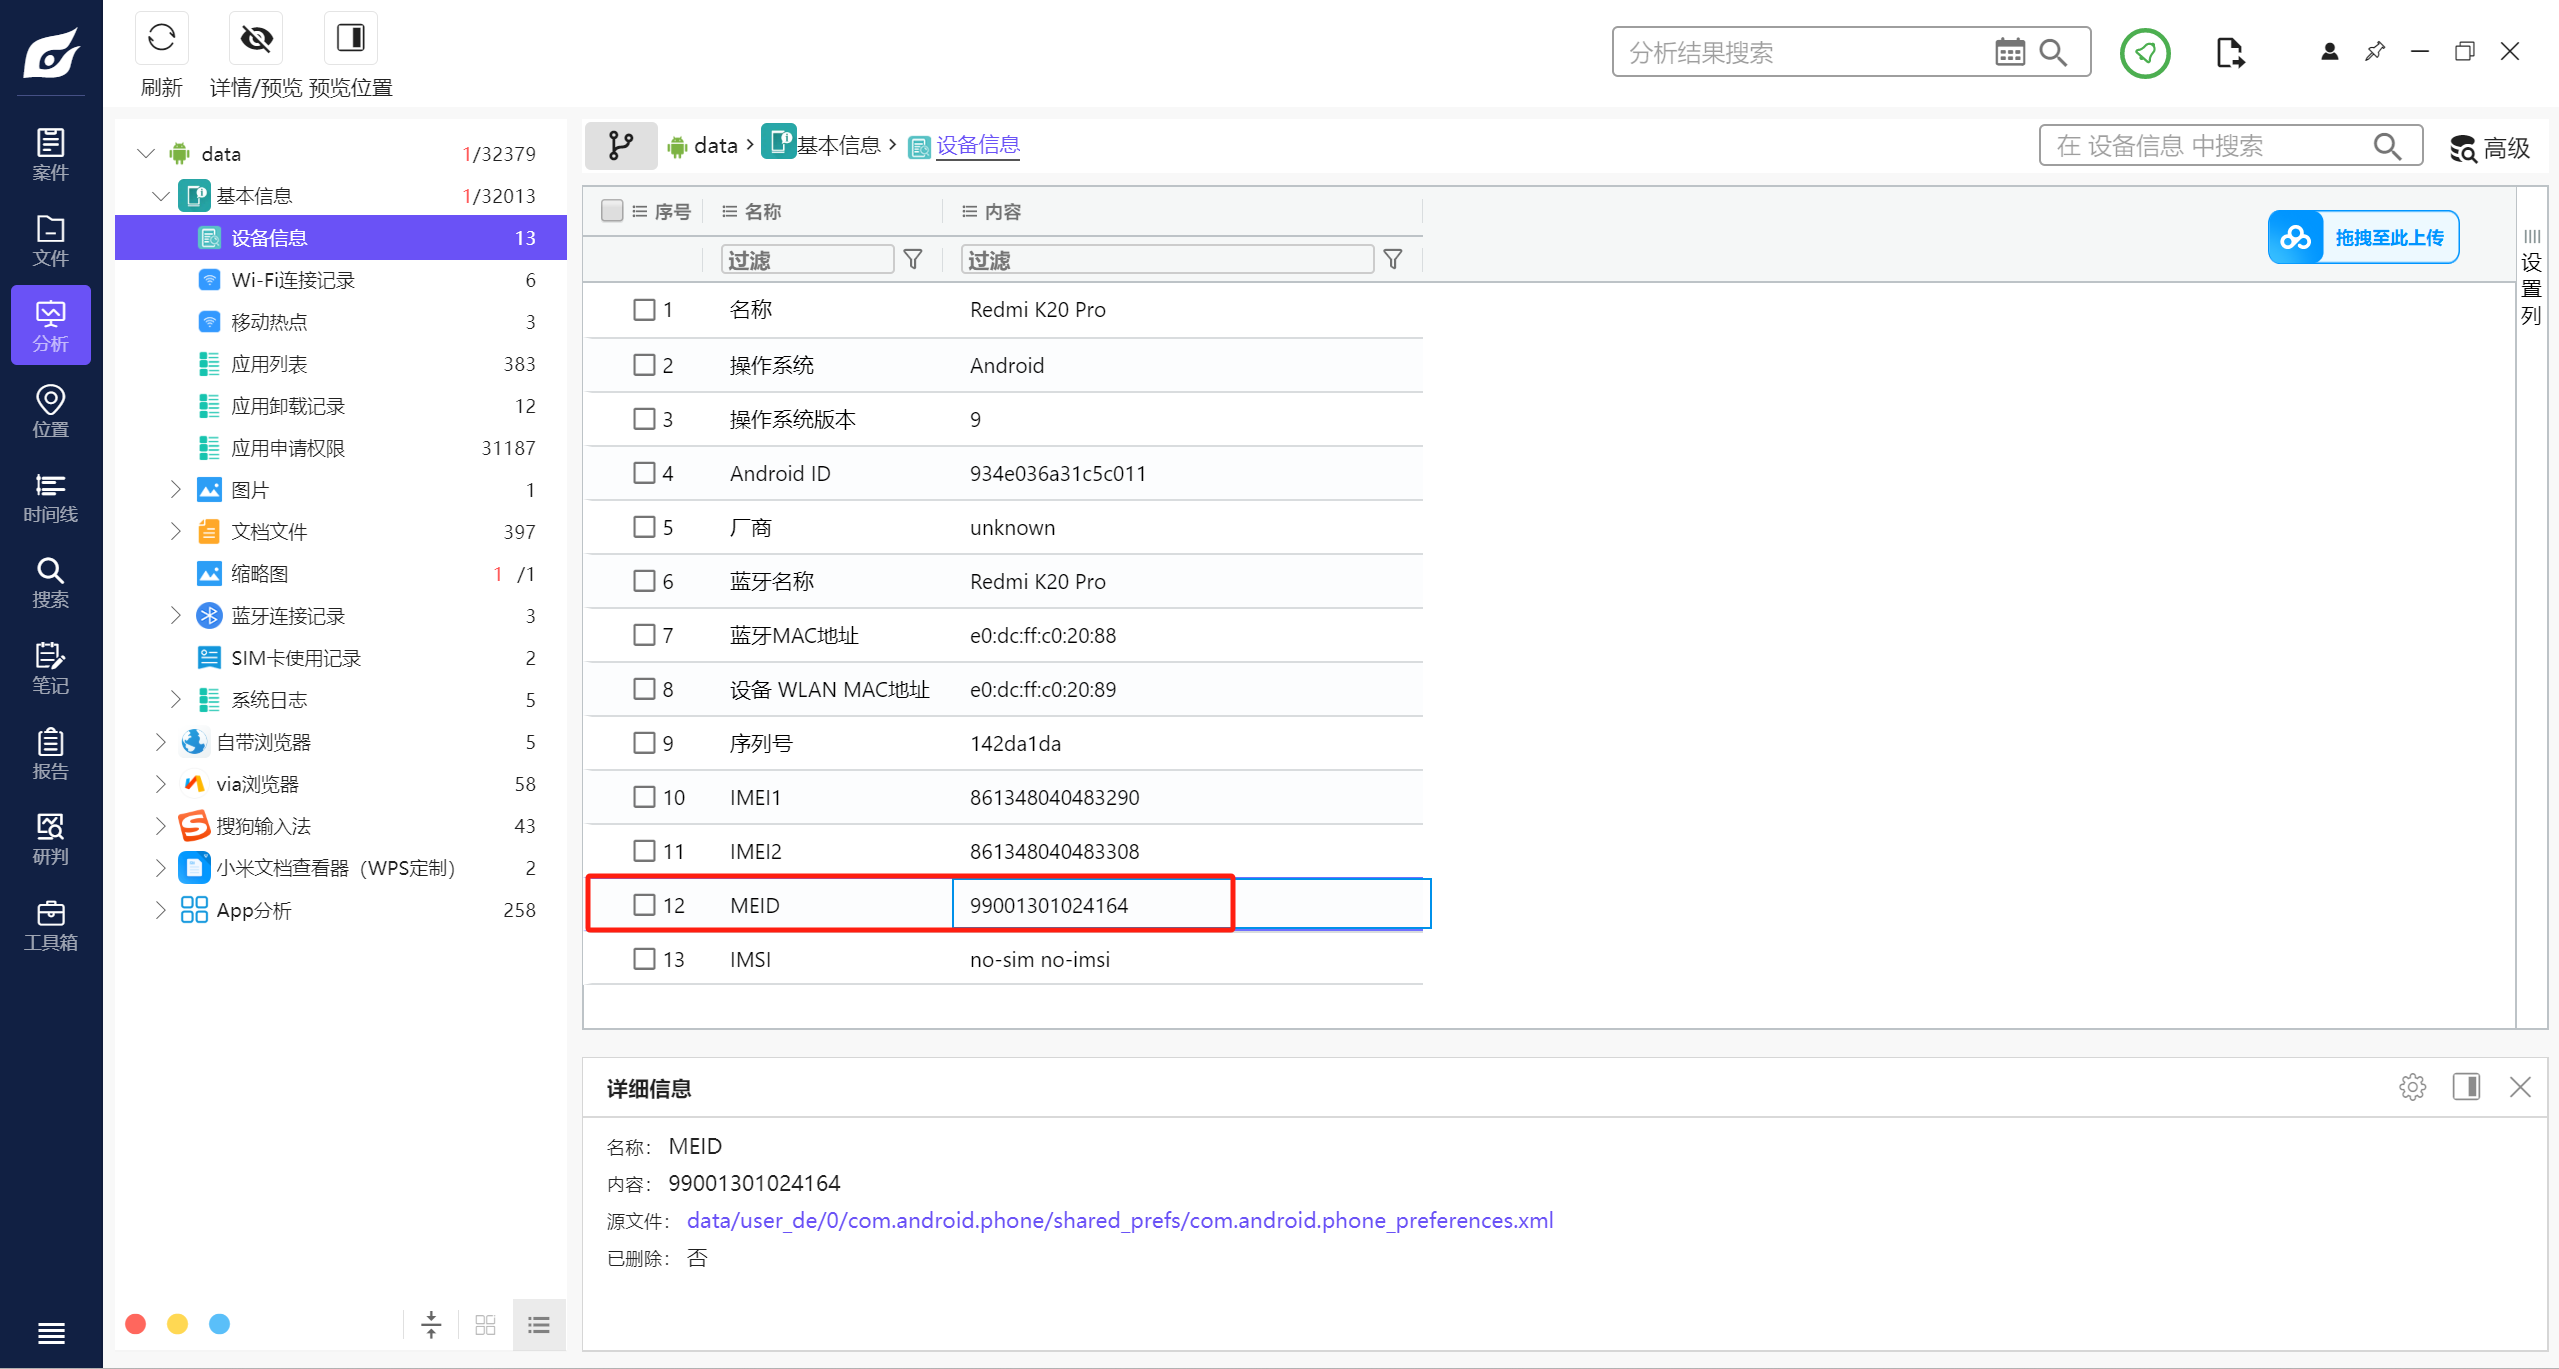 刷新
详情/预览
预览位置
分析结果搜索
案件
文件
分析
位置
时间线
搜索
笔记
报告
研判
工具箱
data 1/32379
基本信息 1/32013
设备信息 13
Wi-Fi连接记录 6
移动热点 3
应用列表 383
应用卸载记录 12
应用申请权限 31187
图片 1
文档文件 397
缩略图 1 /1
蓝牙连接记录 3
SIM卡使用记录 2
系统日志 5
自带浏览器 5
via浏览器 58
搜狗输入法 43
小米文档查看器（WPS定制） 2
App分析 258
data > 基本信息 > 设备信息
在 设备信息 中搜索
高级
序号 名称 内容
过滤 过滤
拖拽至此上传
设置列
1 名称 Redmi K20 Pro
2 操作系统 Android
3 操作系统版本 9
4 Android ID 934e036a31c5c011
5 厂商 unknown
6 蓝牙名称 Redmi K20 Pro
7 蓝牙MAC地址 e0:dc:ff:c0:20:88
8 设备 WLAN MAC地址 e0:dc:ff:c0:20:89
9 序列号 142da1da
10 IMEI1 861348040483290
11 IMEI2 861348040483308
12 MEID 99001301024164
13 IMSI no-sim no-imsi
详细信息
名称： MEID
内容： 99001301024164
源文件： data/user_de/0/com.android.phone/shared_prefs/com.android.phone_preferences.xml
已删除： 否